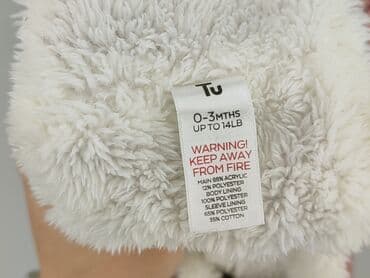 Tu
0-3MTHS
UP TO 14LB
WARNING!
KEEP AWAY
FROM FIRE
MAIN 88% ACRYLIC
12% POLYESTER
BODY LINING
100% POLYESTER
SLEEVE LINING
65% POLYESTER
35% COTTON